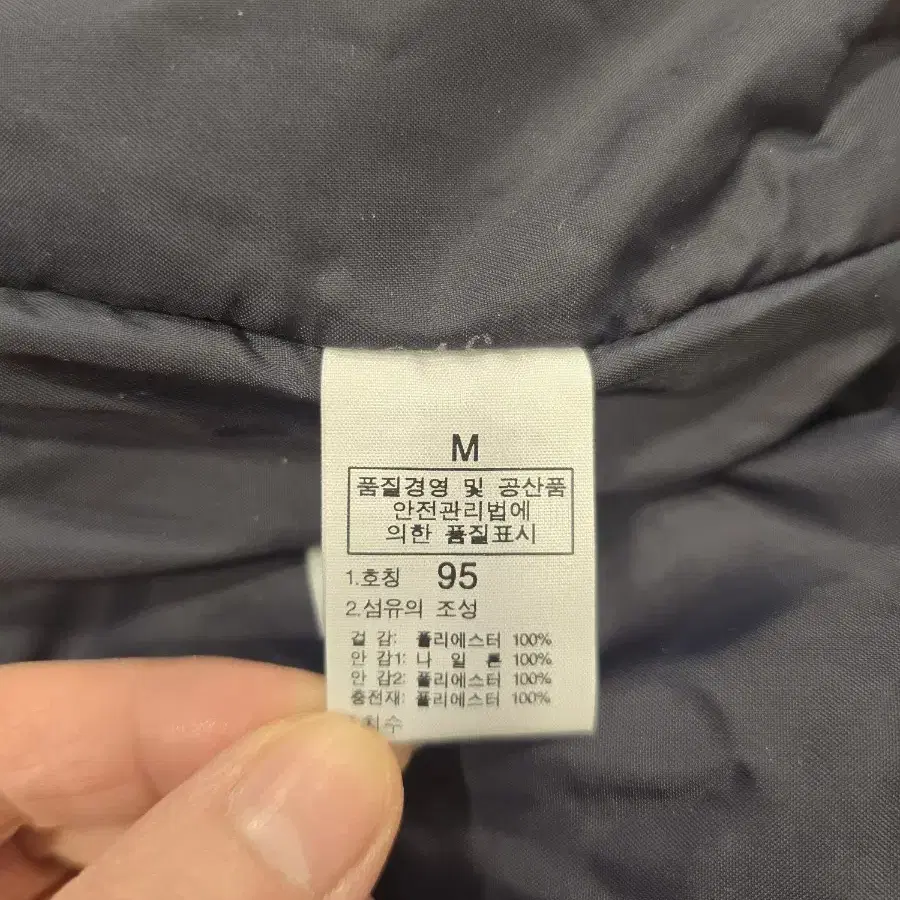 M
품질경영 및 공산품
안전관리법에
의한 품질표시
1.호칭 95
2.섬유의 조성
겉 감: 폴리에스터 100%
안 감1: 나 일 론 100%
안 감2: 폴리에스터 100%
충전재: 폴리에스터 100%
치수